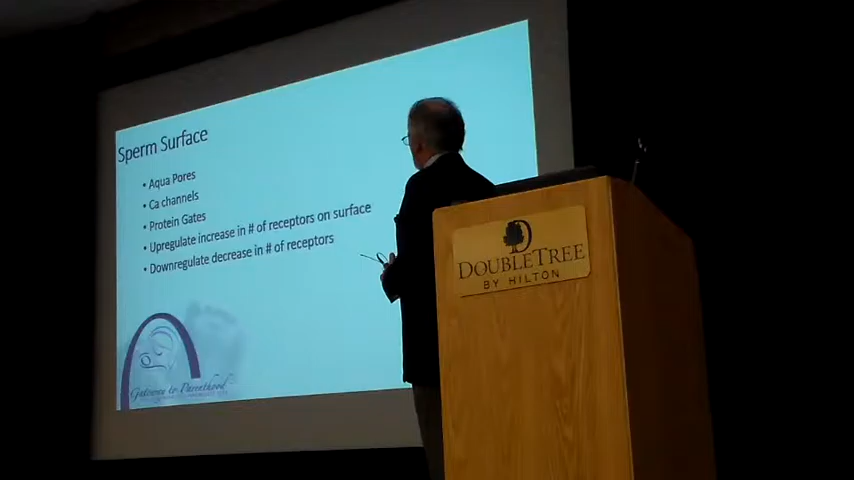 Sperm Surface
• Aqua Pores
• Ca channels
• Protein Gates
• Upregulate increase in # of receptors on surface
• Downregulate decrease in # of receptors
Gateway to Parenthood
D
DOUBLETREE
BY HILTON